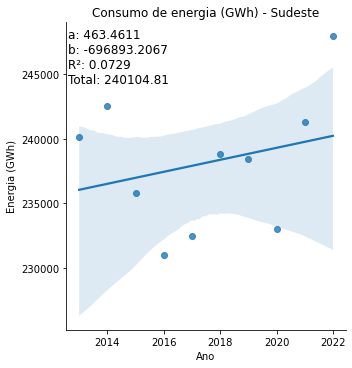 Consumo de energia (GWh) - Sudeste
a: 463.4611
b: -696893.2067
R²: 0.0729
Total: 240104.81
245000
240000
235000
230000
Energia (GWh)
2014
2016
2018
2020
2022
Ano